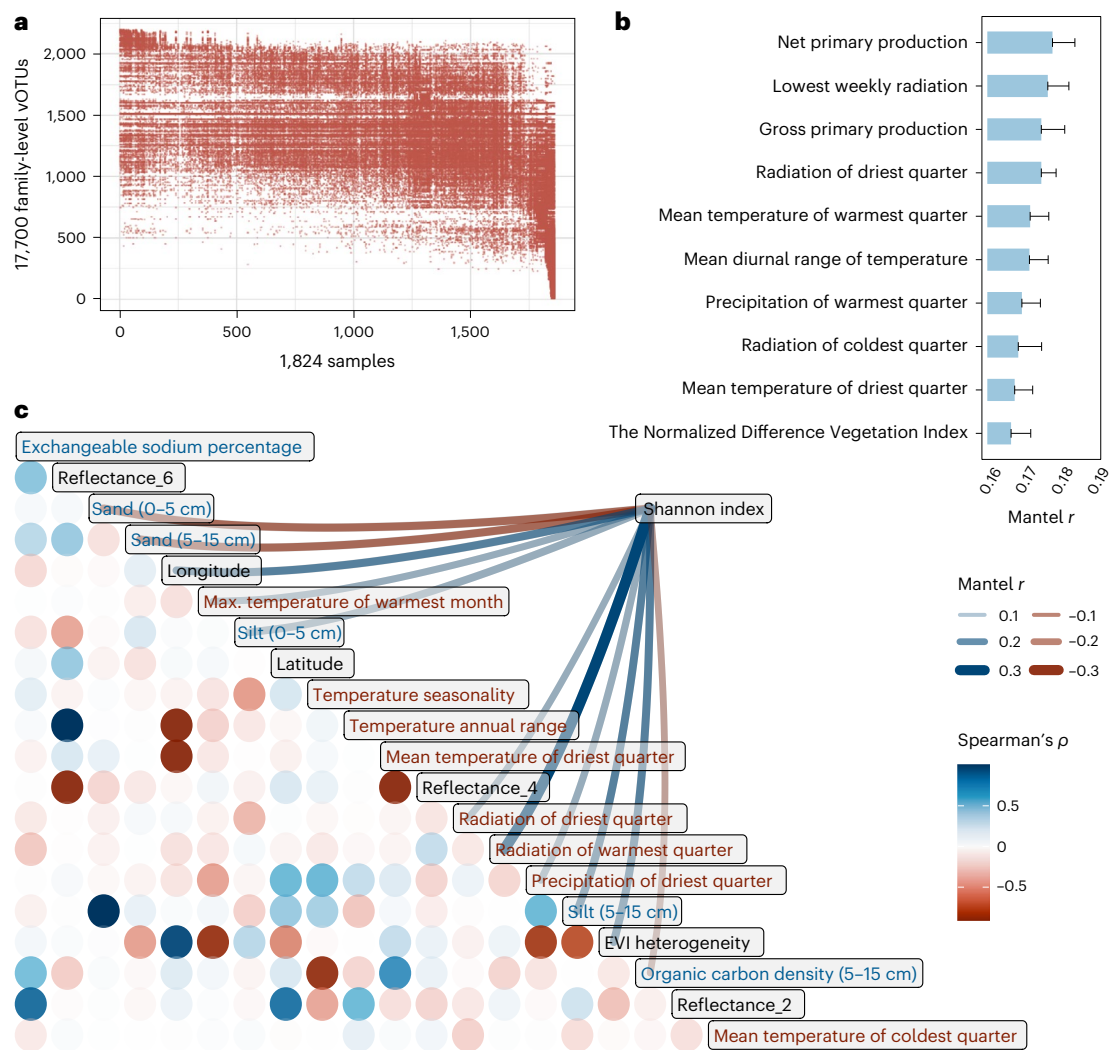 a
17,700 family-level vOTUs
2,000
1,500
1,000
500
0
0 500 1,000 1,500
1,824 samples
b
Net primary production
Lowest weekly radiation
Gross primary production
Radiation of driest quarter
Mean temperature of warmest quarter
Mean diurnal range of temperature
Precipitation of warmest quarter
Radiation of coldest quarter
Mean temperature of driest quarter
The Normalized Difference Vegetation Index
0.16 0.17 0.18 0.19
Mantel r
c
Exchangeable sodium percentage
Reflectance_6
Sand (0–5 cm)
Sand (5–15 cm)
Longitude
Max. temperature of warmest month
Silt (0–5 cm)
Latitude
Temperature seasonality
Temperature annual range
Mean temperature of driest quarter
Reflectance_4
Radiation of driest quarter
Radiation of warmest quarter
Precipitation of driest quarter
Silt (5–15 cm)
EVI heterogeneity
Organic carbon density (5–15 cm)
Reflectance_2
Mean temperature of coldest quarter
Shannon index
Mantel r
0.1 –0.1
0.2 –0.2
0.3 –0.3
Spearman's ρ
0.5
0
–0.5